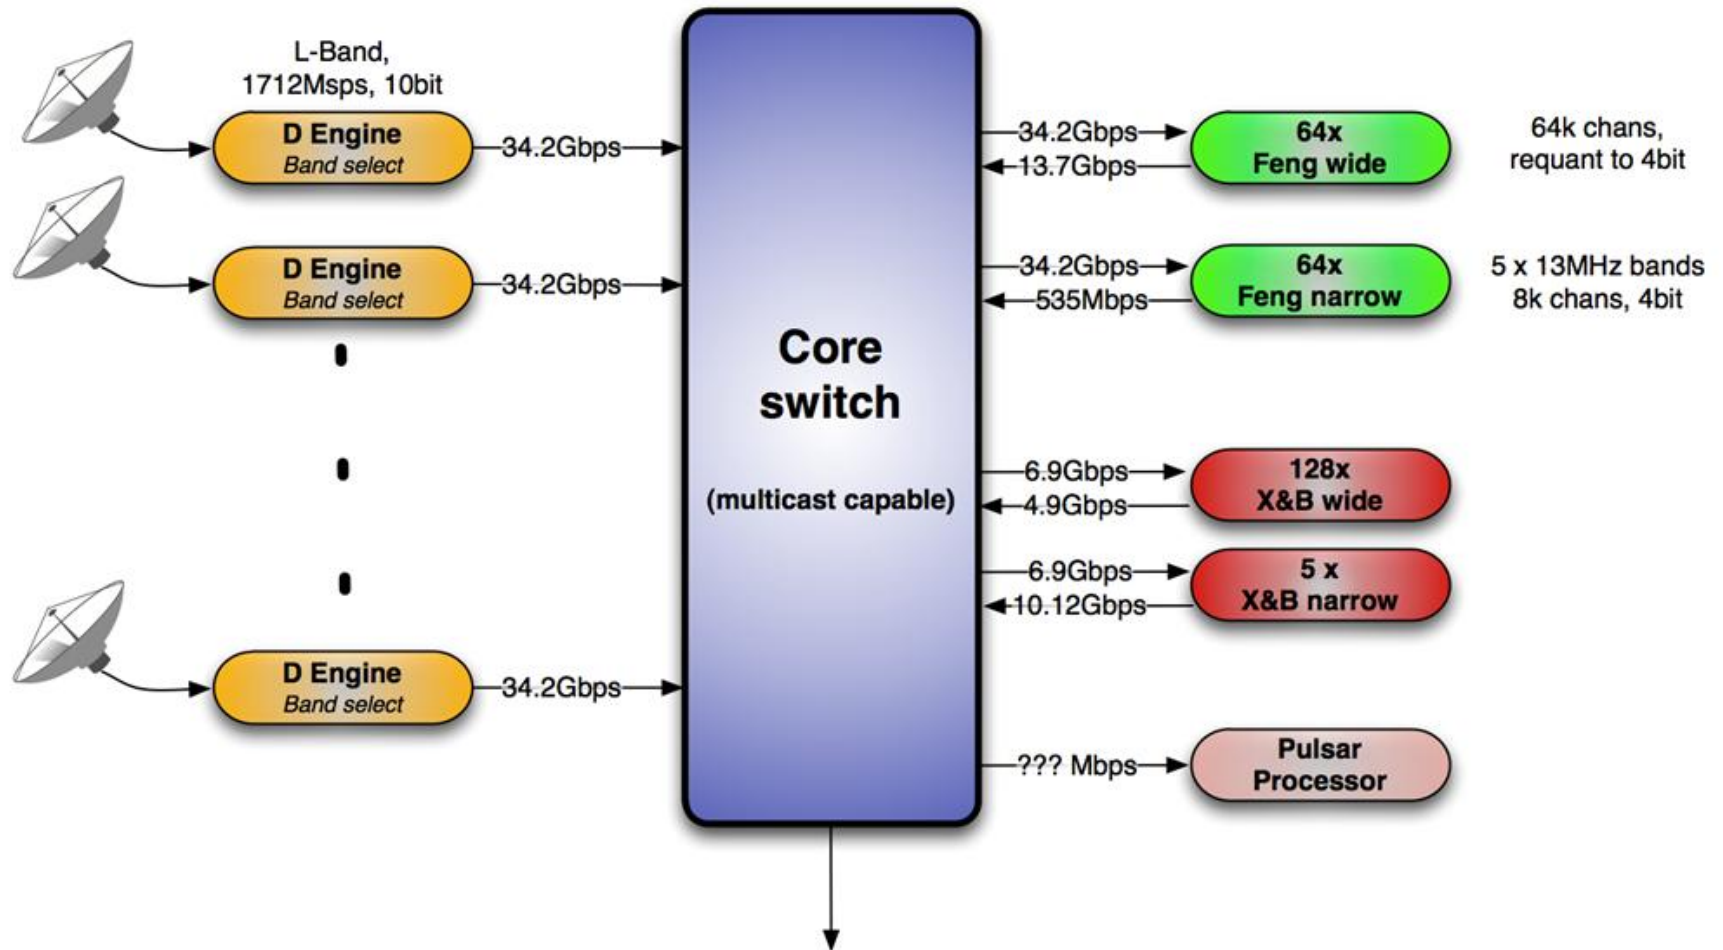 L-Band,
1712Msps, 10bit
D Engine
Band select
34.2Gbps
D Engine
Band select
34.2Gbps
D Engine
Band select
34.2Gbps
Core
switch
(multicast capable)
34.2Gbps
13.7Gbps
64x
Feng wide
64k chans,
requant to 4bit
34.2Gbps
535Mbps
64x
Feng narrow
5 x 13MHz bands
8k chans, 4bit
6.9Gbps
4.9Gbps
128x
X&B wide
6.9Gbps
10.12Gbps
5 x
X&B narrow
??? Mbps
Pulsar
Processor